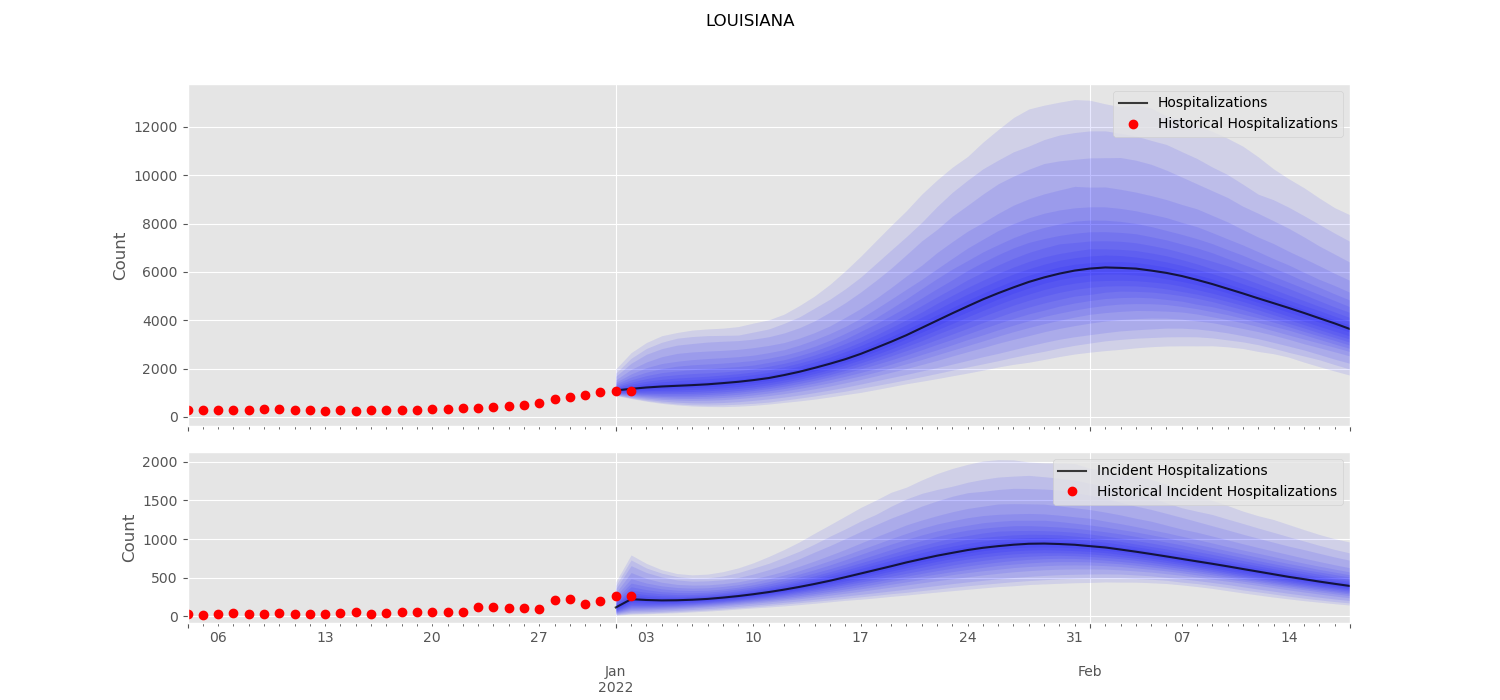 LOUISIANA
12000
10000
8000
6000
4000
2000
0
Count
Hospitalizations
Historical Hospitalizations
2000
1500
1000
500
0
Count
Incident Hospitalizations
Historical Incident Hospitalizations
06 13 20 27 03 10 17 24 31 07 14
Jan Feb
2022